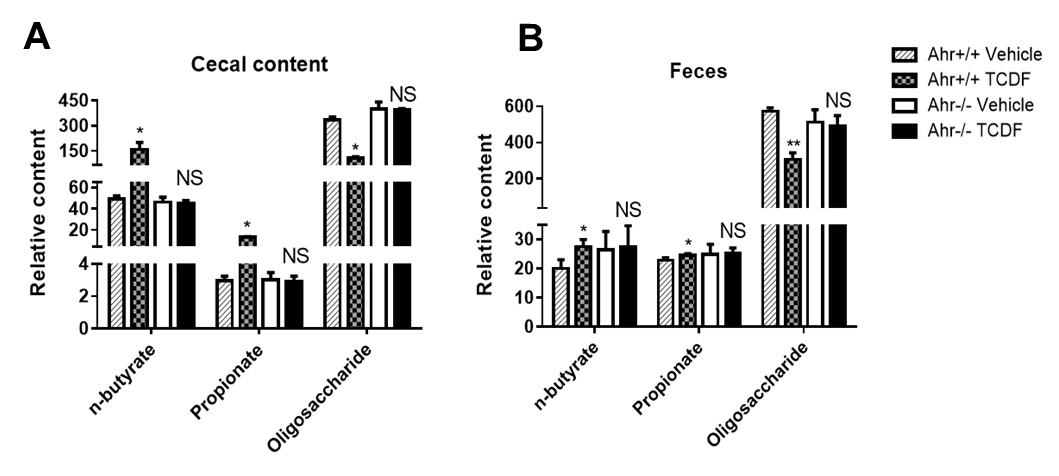 A
Cecal content
Relative content
450
300
150
60
40
20
4
2
0
*
NS
*
NS
*
NS
n-butyrate
Propionate
Oligosaccharide
B
Feces
Relative content
600
400
200
30
20
10
0
*
NS
*
NS
**
NS
n-butyrate
Propionate
Oligosaccharide
Ahr+/+ Vehicle
Ahr+/+ TCDF
Ahr-/- Vehicle
Ahr-/- TCDF